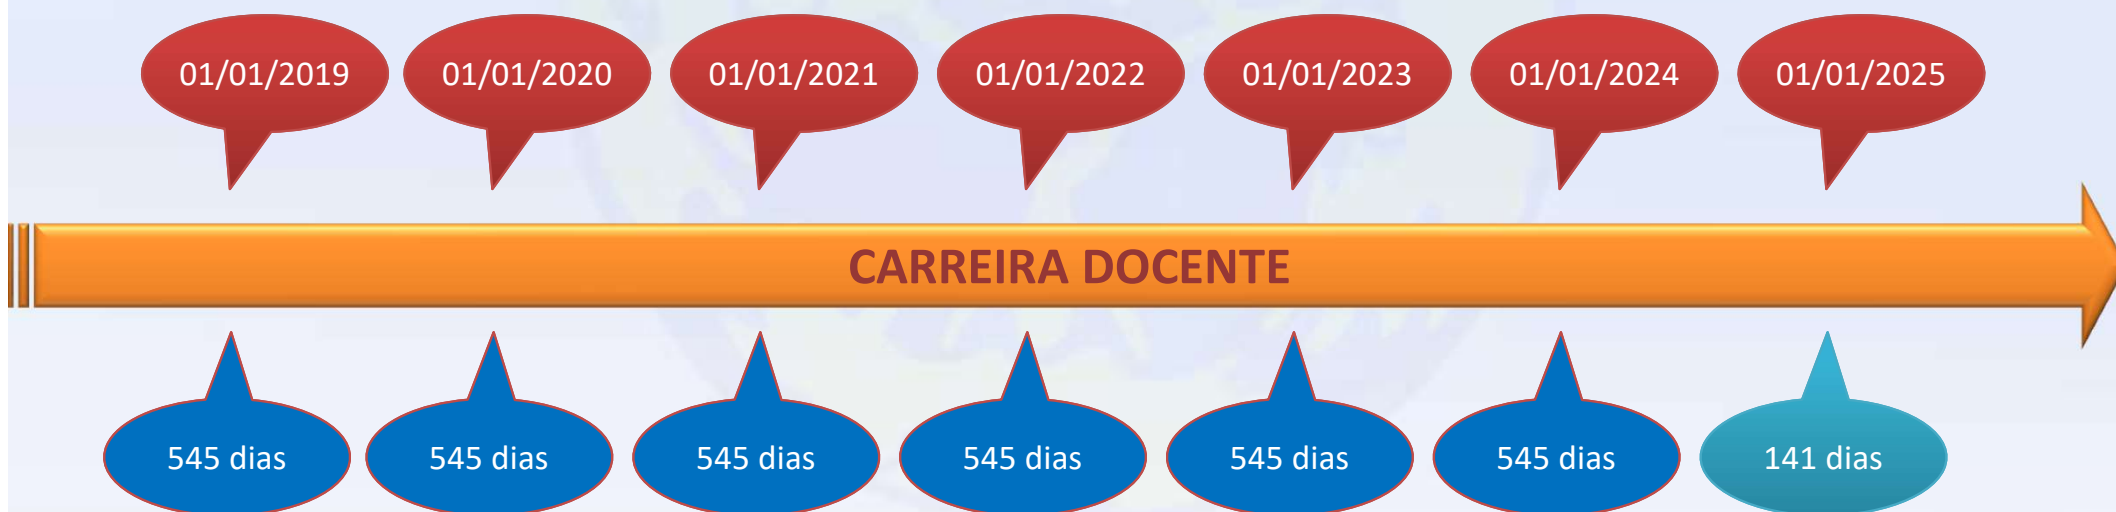 01/01/2019
01/01/2020
01/01/2021
01/01/2022
01/01/2023
01/01/2024
01/01/2025
CARREIRA DOCENTE
545 dias
545 dias
545 dias
545 dias
545 dias
545 dias
141 dias